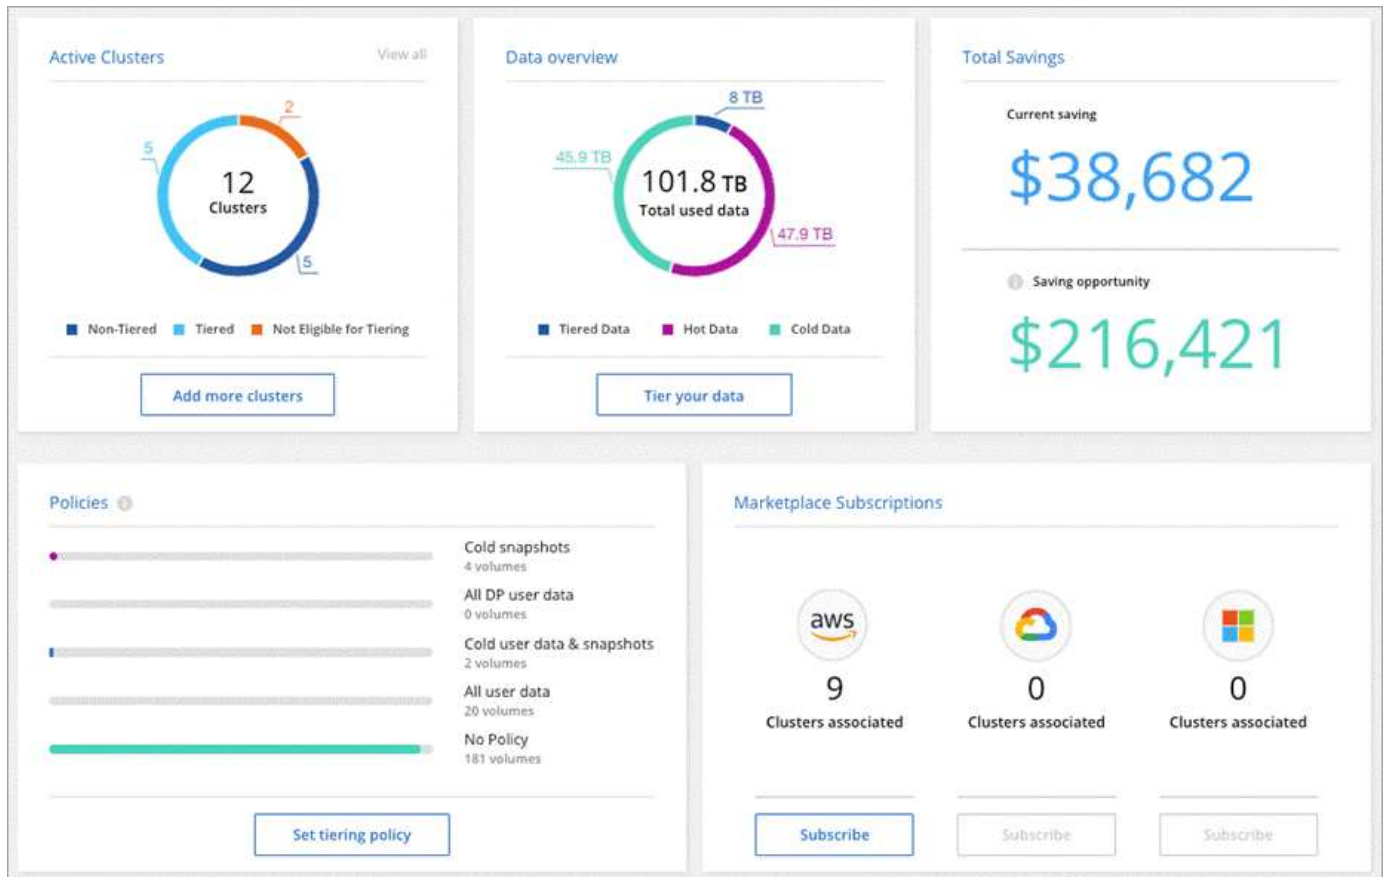 Active Clusters
View all
2
5
12
Clusters
5
Non-Tiered
Tiered
Not Eligible for Tiering
Add more clusters
Data overview
8 TB
45.9 TB
101.8 TB
Total used data
47.9 TB
Tiered Data
Hot Data
Cold Data
Tier your data
Total Savings
Current saving
$38,682
Saving opportunity
$216,421
Policies
Cold snapshots
4 volumes
All DP user data
0 volumes
Cold user data & snapshots
2 volumes
All user data
20 volumes
No Policy
181 volumes
Set tiering policy
Marketplace Subscriptions
aws
9
Clusters associated
Subscribe
0
Clusters associated
Subscribe
0
Clusters associated
Subscribe